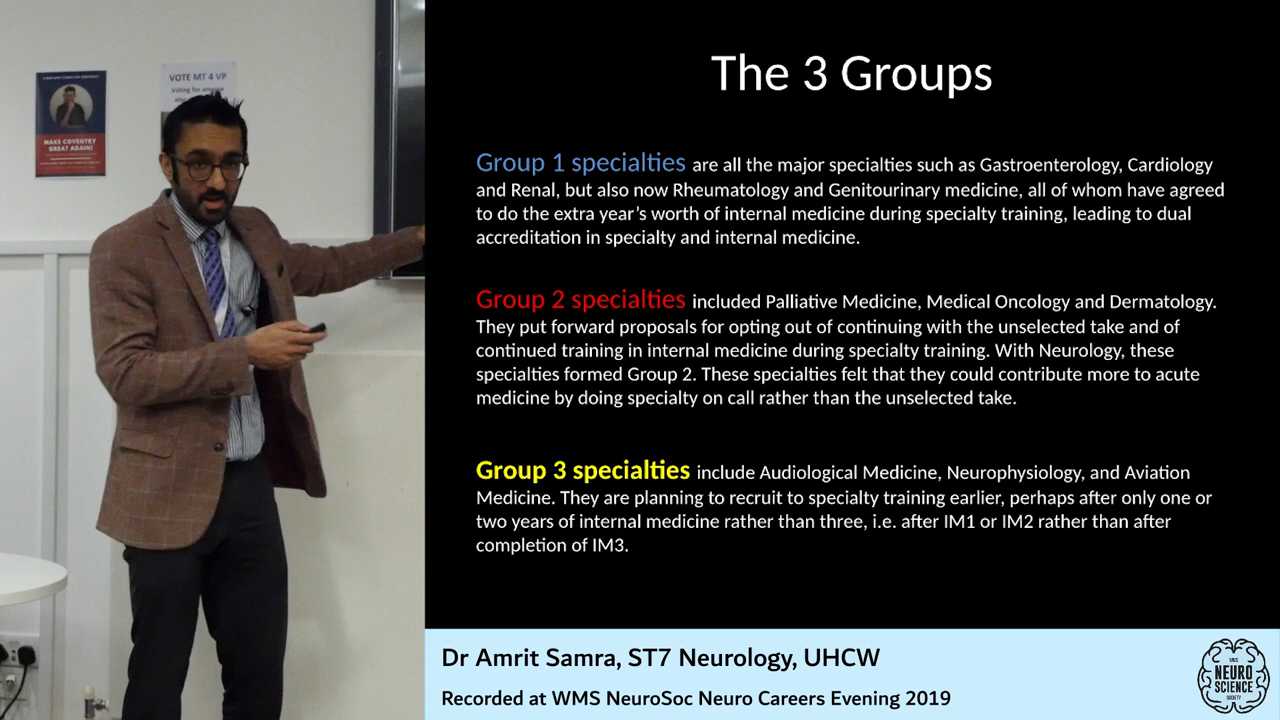 MAKE COVENTRY
GREAT AGAIN!
VOTE MT 4 VP
Voting for anyone
The 3 Groups
Group 1 specialties are all the major specialties such as Gastroenterology, Cardiology
and Renal, but also now Rheumatology and Genitourinary medicine, all of whom have agreed
to do the extra year’s worth of internal medicine during specialty training, leading to dual
accreditation in specialty and internal medicine.
Group 2 specialties included Palliative Medicine, Medical Oncology and Dermatology.
They put forward proposals for opting out of continuing with the unselected take and of
continued training in internal medicine during specialty training. With Neurology, these
specialties formed Group 2. These specialties felt that they could contribute more to acute
medicine by doing specialty on call rather than the unselected take.
Group 3 specialties include Audiological Medicine, Neurophysiology, and Aviation
Medicine. They are planning to recruit to specialty training earlier, perhaps after only one or
two years of internal medicine rather than three, i.e. after IM1 or IM2 rather than after
completion of IM3.
Dr Amrit Samra, ST7 Neurology, UHCW
Recorded at WMS NeuroSoc Neuro Careers Evening 2019
WMS
NEURO
SCIENCE
SOCIETY